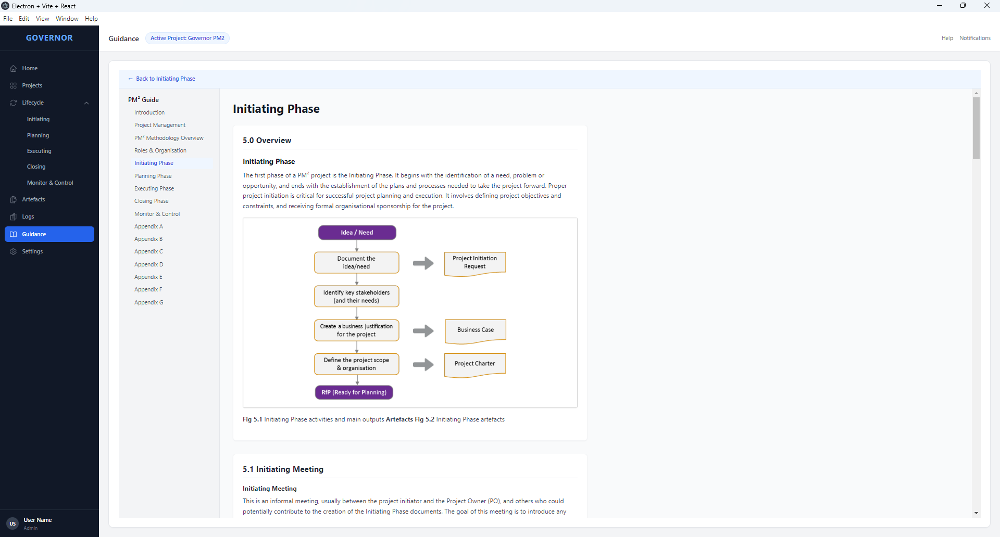 Electron + Vite + React
File Edit View Window Help
GOVERNOR
Guidance
Active Project: Governor PM2
Help Notifications
Home
Projects
Lifecycle
Initiating
Planning
Executing
Closing
Monitor & Control
Artefacts
Logs
Guidance
Settings
US
User Name
Admin
← Back to Initiating Phase
PM² Guide
Introduction
Project Management
PM² Methodology Overview
Roles & Organisation
Initiating Phase
Planning Phase
Executing Phase
Closing Phase
Monitor & Control
Appendix A
Appendix B
Appendix C
Appendix D
Appendix E
Appendix F
Appendix G
Initiating Phase
5.0 Overview
Initiating Phase
The first phase of a PM² project is the Initiating Phase. It begins with the identification of a need, problem or
opportunity, and ends with the establishment of the plans and processes needed to take the project forward. Proper
project initiation is critical for successful project planning and execution. It involves defining project objectives and
constraints, and receiving formal organisational sponsorship for the project.
Idea / Need
Document the
idea/need
Project Initiation
Request
Identify key stakeholders
(and their needs)
Create a business justification
for the project
Business Case
Define the project scope
& organisation
Project Charter
RfP (Ready for Planning)
Fig 5.1 Initiating Phase activities and main outputs Artefacts Fig 5.2 Initiating Phase artefacts
5.1 Initiating Meeting
Initiating Meeting
This is an informal meeting, usually between the project initiator and the Project Owner (PO), and others who could
potentially contribute to the creation of the Initiating Phase documents. The goal of this meeting is to introduce any